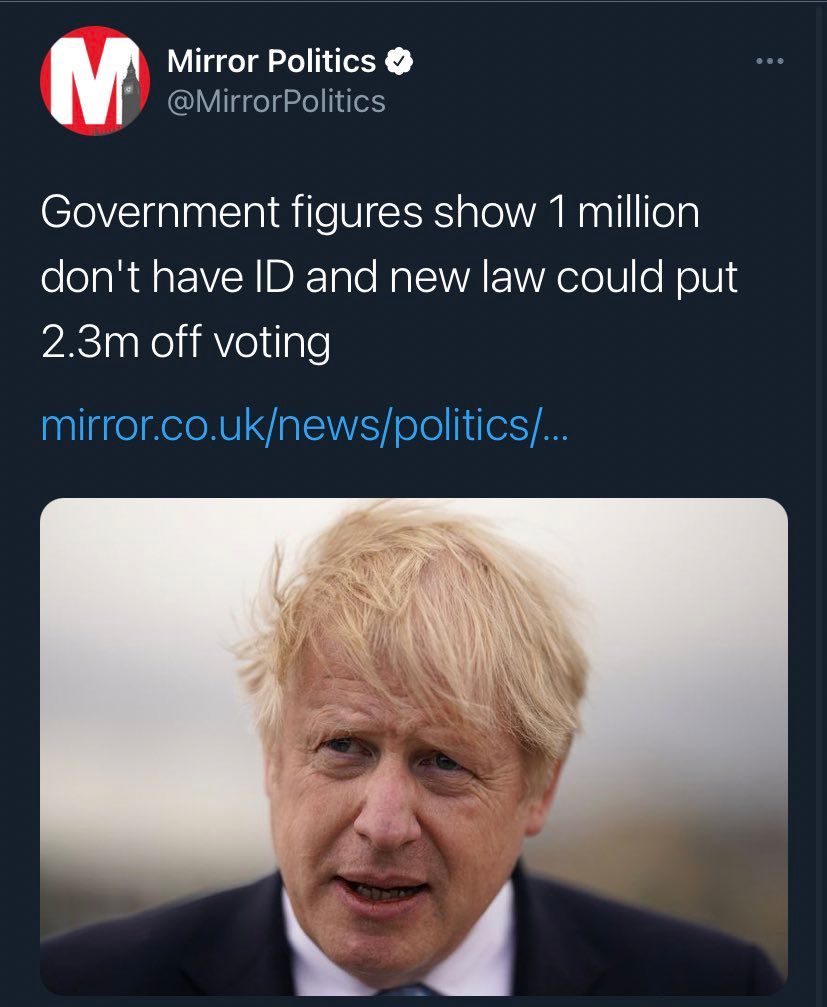 M
Mirror Politics
@MirrorPolitics
Government figures show 1 million
don't have ID and new law could put
2.3m off voting
mirror.co.uk/news/politics/...